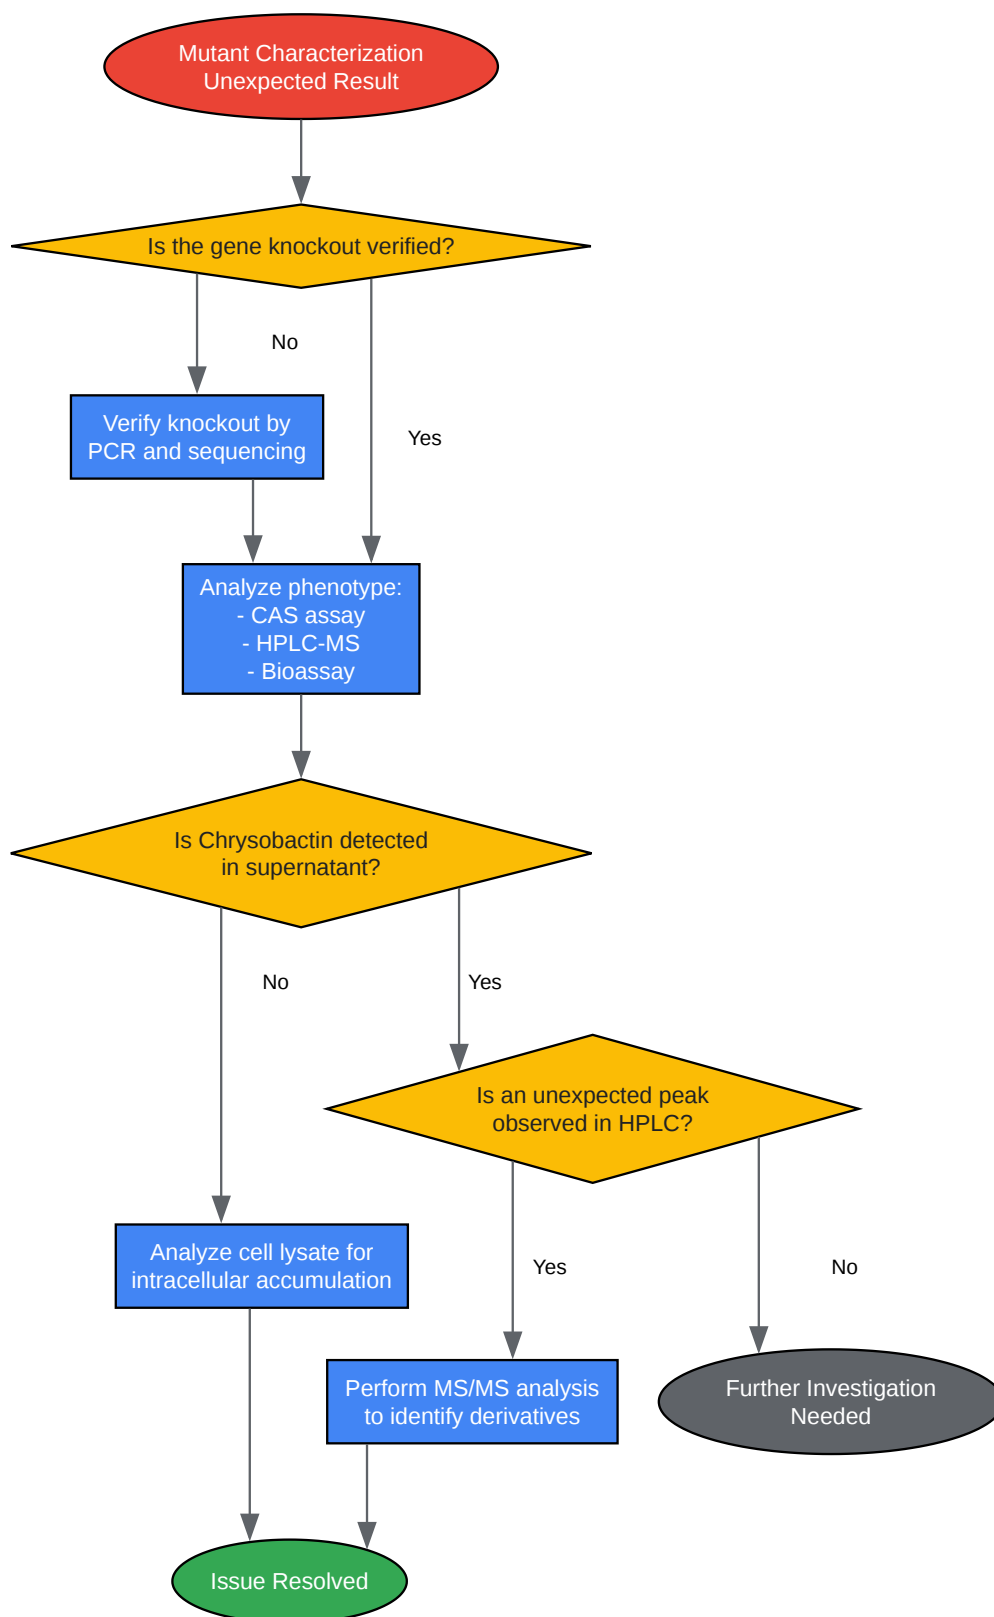 Mutant Characterization
Unexpected Result
Is the gene knockout verified?
No
Verify knockout by
PCR and sequencing
Yes
Analyze phenotype:
- CAS assay
- HPLC-MS
- Bioassay
Is Chrysobactin detected
in supernatant?
No
Yes
Is an unexpected peak
observed in HPLC?
Analyze cell lysate for
intracellular accumulation
Yes
No
Perform MS/MS analysis
to identify derivatives
Further Investigation
Needed
Issue Resolved